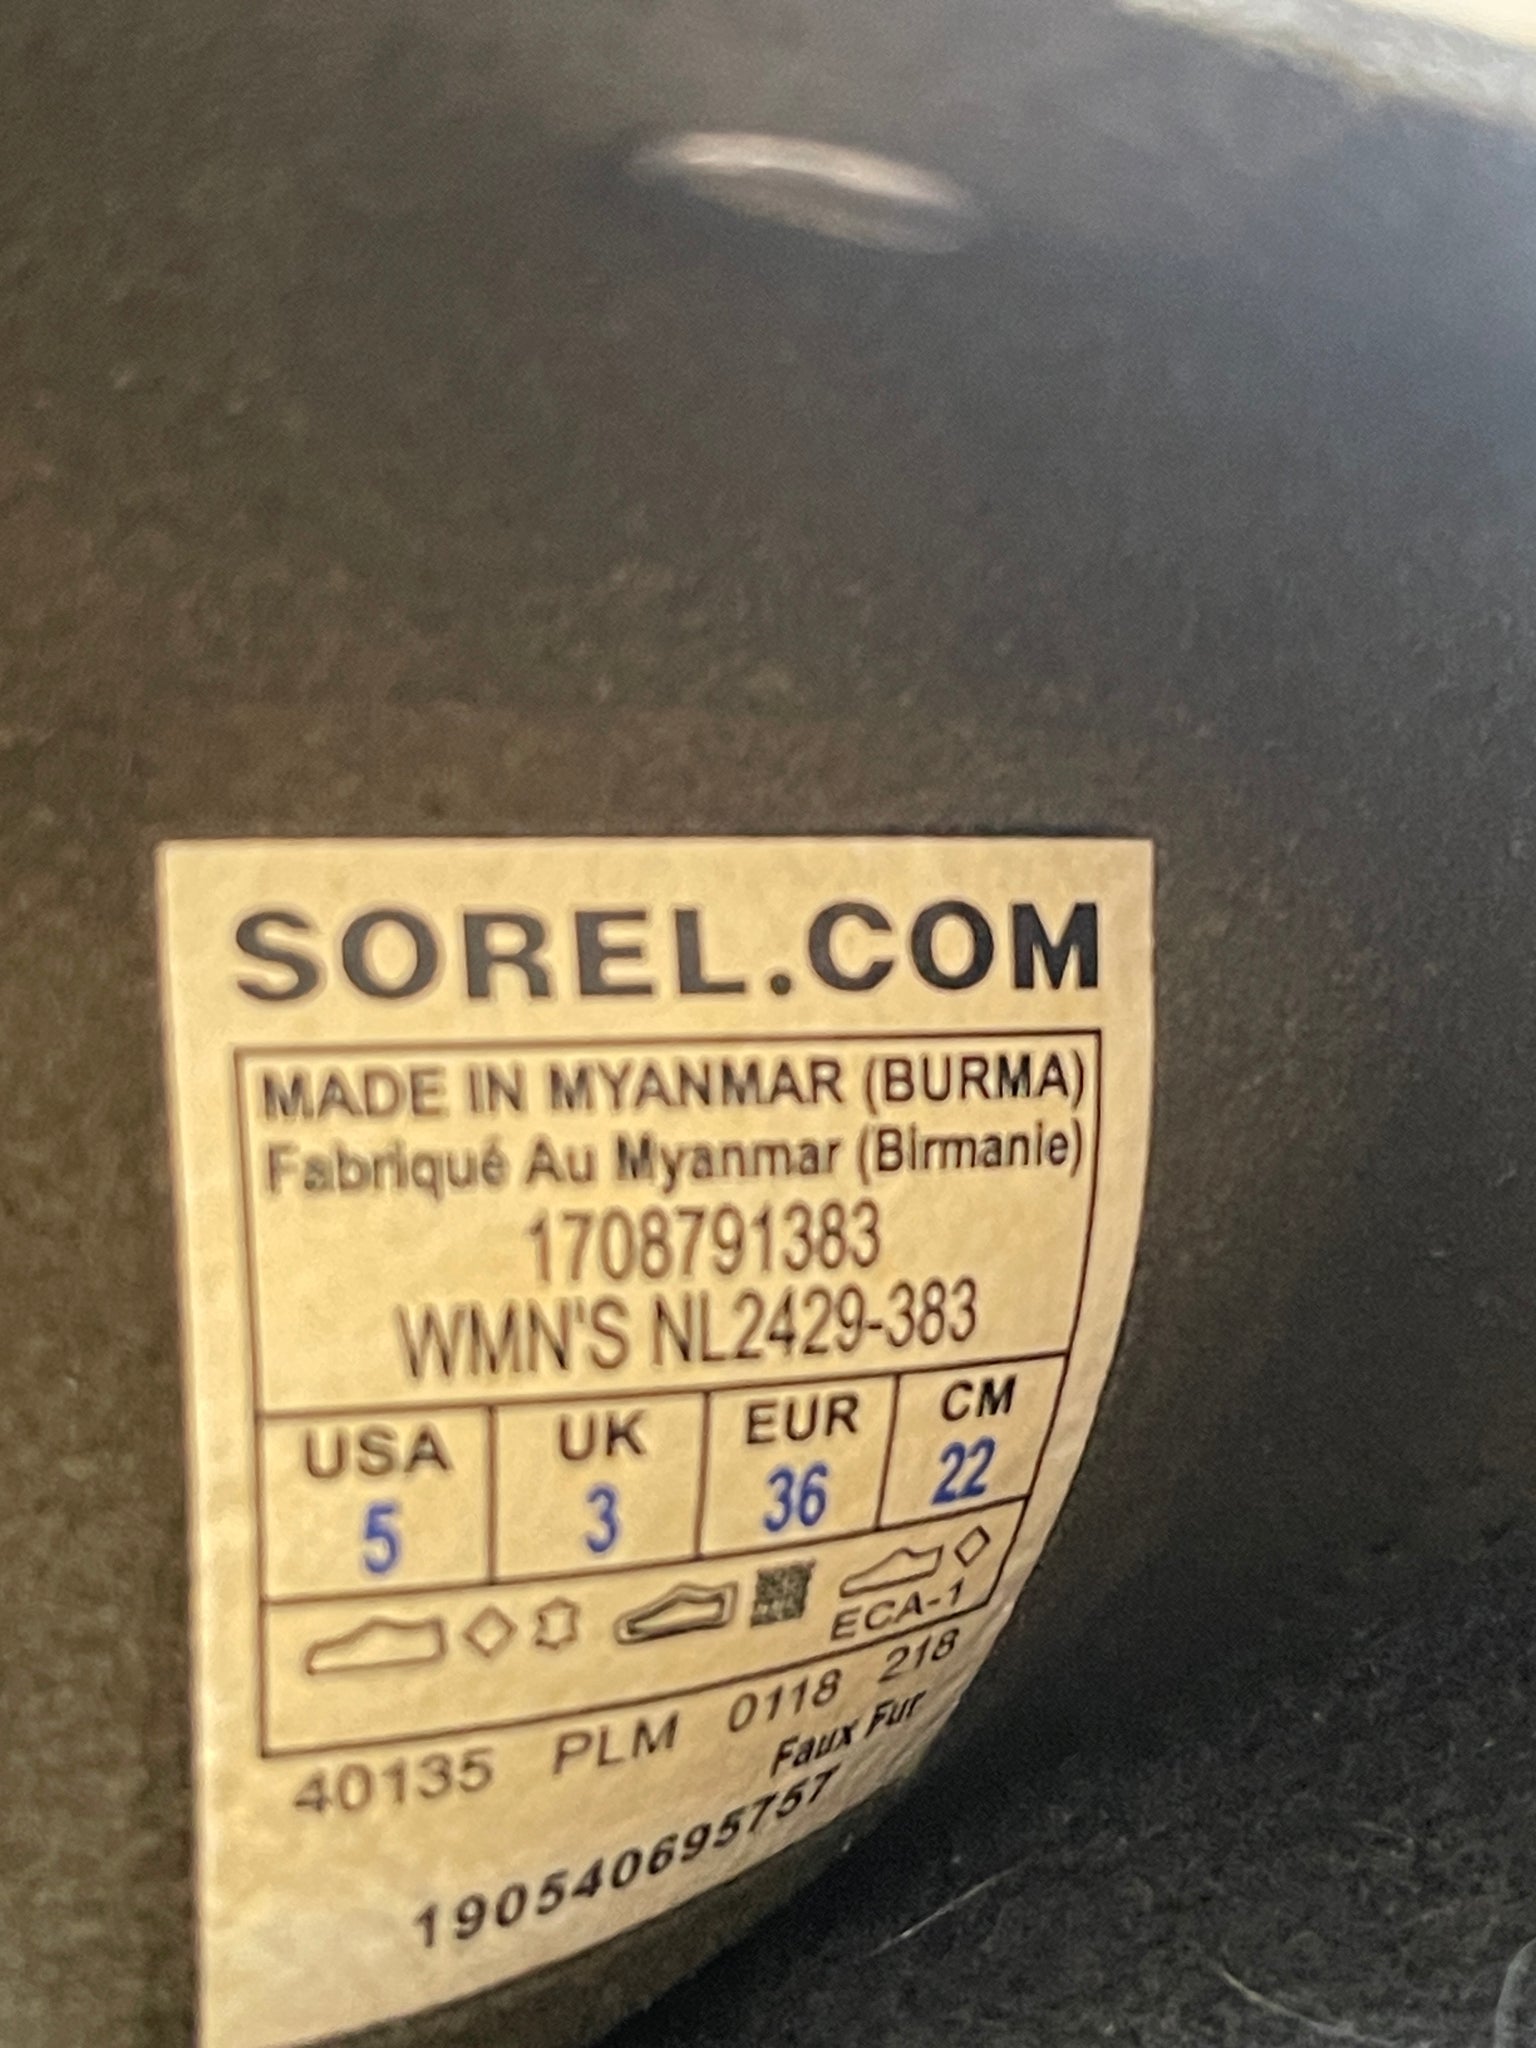 SOREL.COM
MADE IN MYANMAR (BURMA)
Fabriqué Au Myanmar (Birmanie)
1708791383
WMN'S NL2429-383
USA UK EUR CM
5 3 36 22
ECA-1
40135 PLM 0118 218
Faux Fur
190540695757